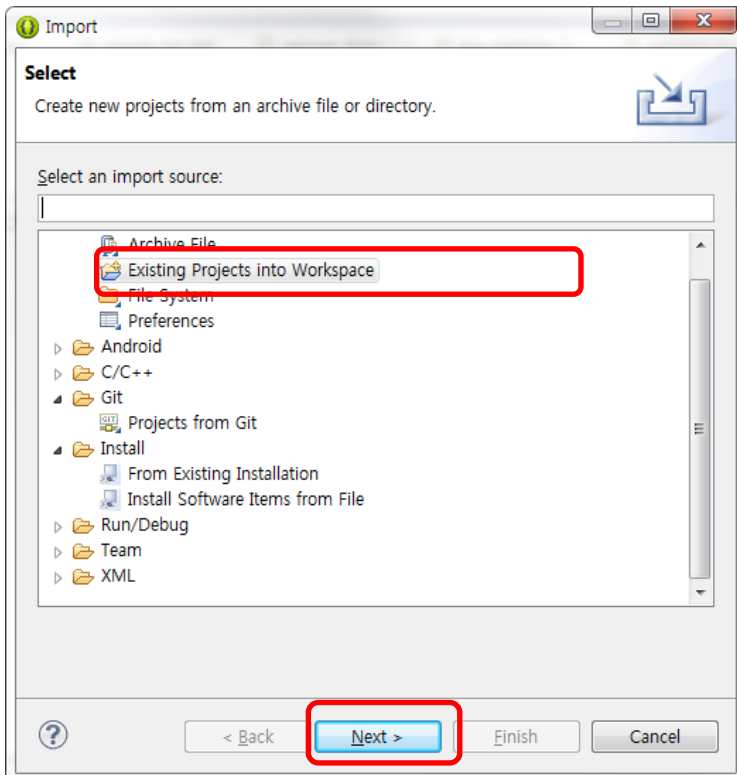 Import
Select
Create new projects from an archive file or directory.
Select an import source:
Archive File
Existing Projects into Workspace
File System
Preferences
Android
C/C++
Git
GIT Projects from Git
Install
From Existing Installation
Install Software Items from File
Run/Debug
Team
XML
? < Back Next > Finish Cancel